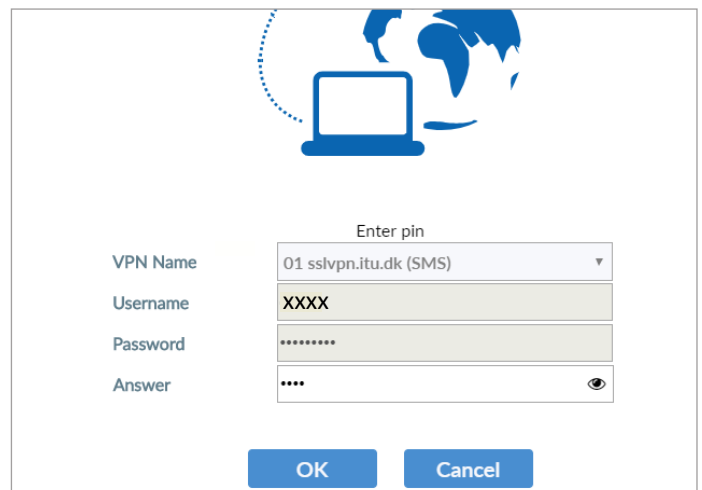 Enter pin
VPN Name 01 sslvpn.itu.dk (SMS)
Username XXXX
Password •••••••••
Answer ••••
OK Cancel